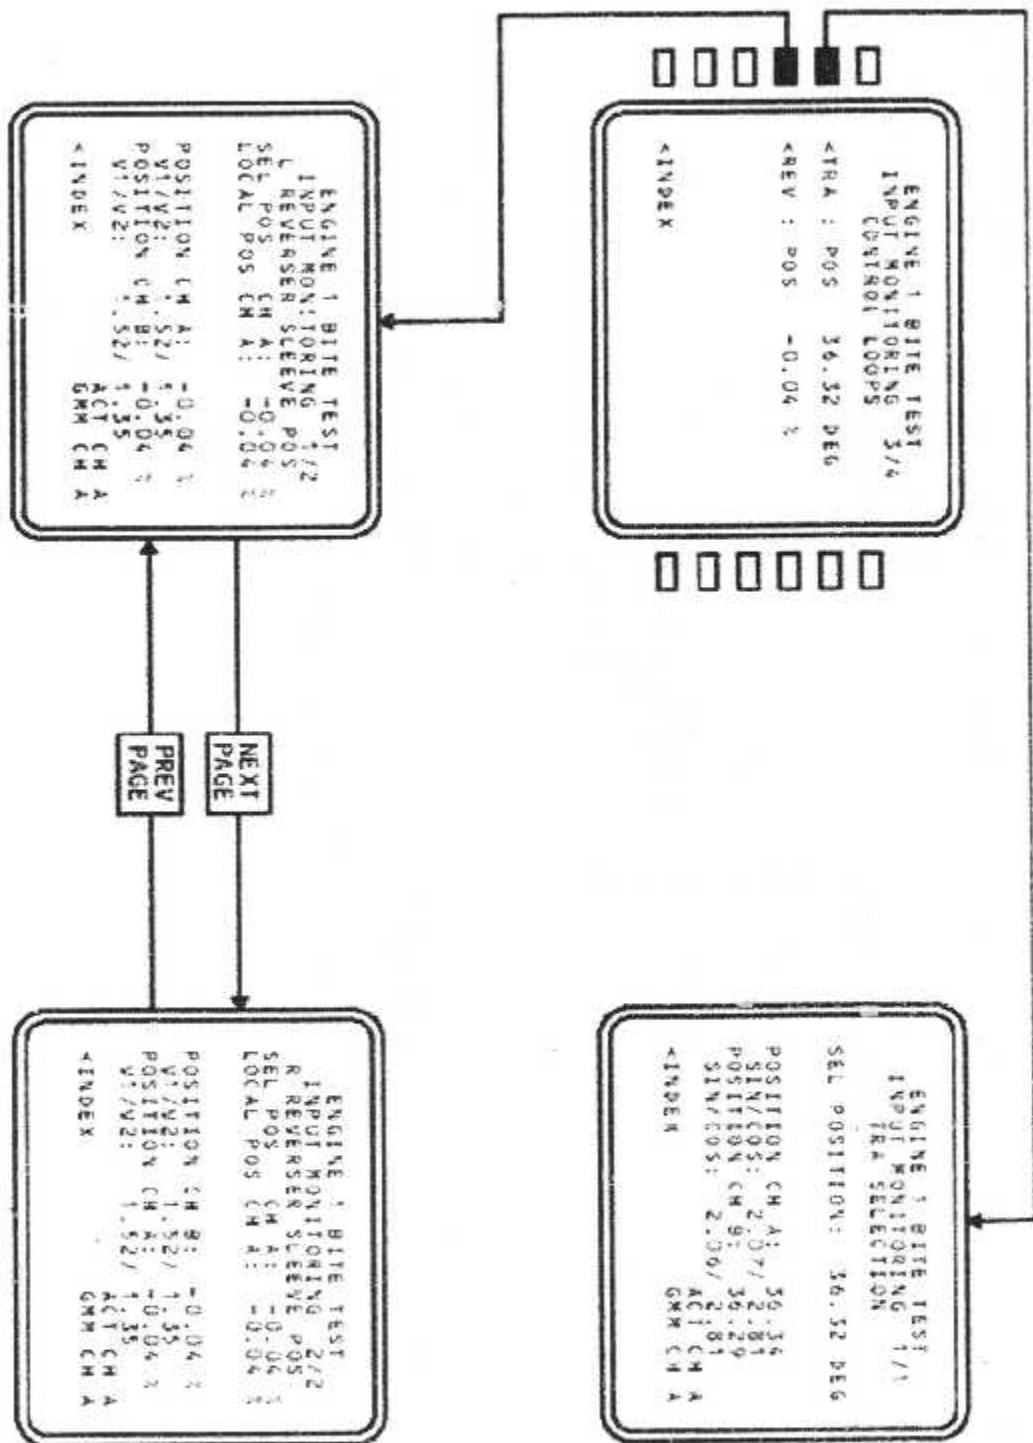 ENGINE 1 BITE TEST
INPUT MONITORING 3/4
CONTROL LOOPS
<TRA : POS 36.32 DEG
<REV : POS -0.04 %
<INDEX
ENGINE 1 BITE TEST
INPUT MONITORING 1/1
TRA SELECTION
SEL POSITION: 36.32 DEG
POSITION CH A: 36.34
SIN/COS: 2.07/ 2.81
POSITION CH B: 36.29
SIN/COS: 2.06/ 2.81
ACT CH A
<INDEX GMM CH A
ENGINE 1 BITE TEST
INPUT MONITORING 1/2
L REVERSER SLEEVE POS
SEL POS CH A: -0.04 %
LOCAL POS CH A: -0.04 %
POSITION CH A: -0.04 %
V1/V2: 1.52/ 1.35
POSITION CH B: -0.04 %
V1/V2: 1.52/ 1.35
ACT CH A
<INDEX GMM CH A
NEXT
PAGE
PREV
PAGE
ENGINE 1 BITE TEST
INPUT MONITORING 2/2
R REVERSER SLEEVE POS
SEL POS CH A: -0.04 %
LOCAL POS CH A: -0.04 %
POSITION CH B: -0.04 %
V1/V2: 1.52/ 1.35
POSITION CH A: -0.04 %
V1/V2: 1.52/ 1.35
ACT CH A
<INDEX GMM CH A